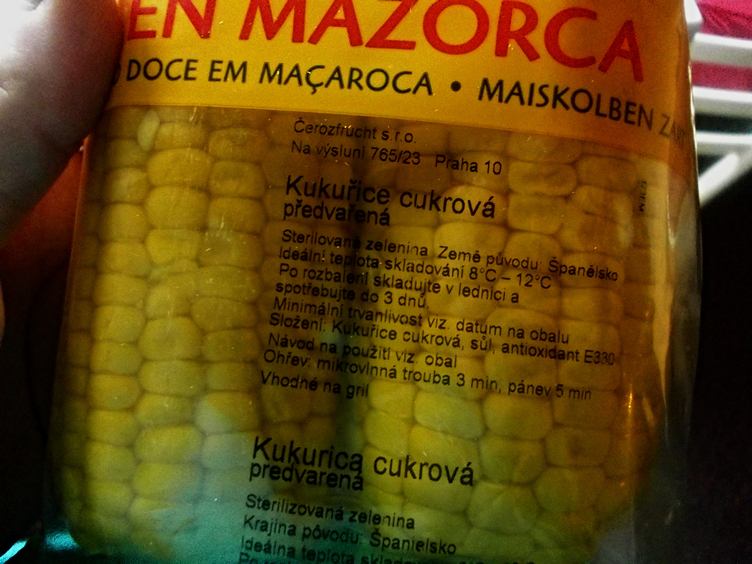 EN MAZORCA
DOCE EM MAÇAROCA • MAISKOLBEN
Čerozfrucht s r.o.
Na výsluní 765/23 Praha 10
Kukuřice cukrová
předvařená
Sterilovaná zelenina Země původu: Španělsko
Ideální teplota skladování 8°C – 12°C
Po rozbalení skladujte v lednici a
spotřebujte do 3 dnů.
Minimální trvanlivost viz. datum na obalu
Složení: Kukuřice cukrová, sůl, antioxidant E330
Návod na použití viz. obal
Ohřev: mikrovlnná trouba 3 min, pánev 5 min
Vhodné na gril
Kukurica cukrová
predvarená
Sterilizovaná zelenina
Krajina pôvodu: Španielsko
Ideálna teplota